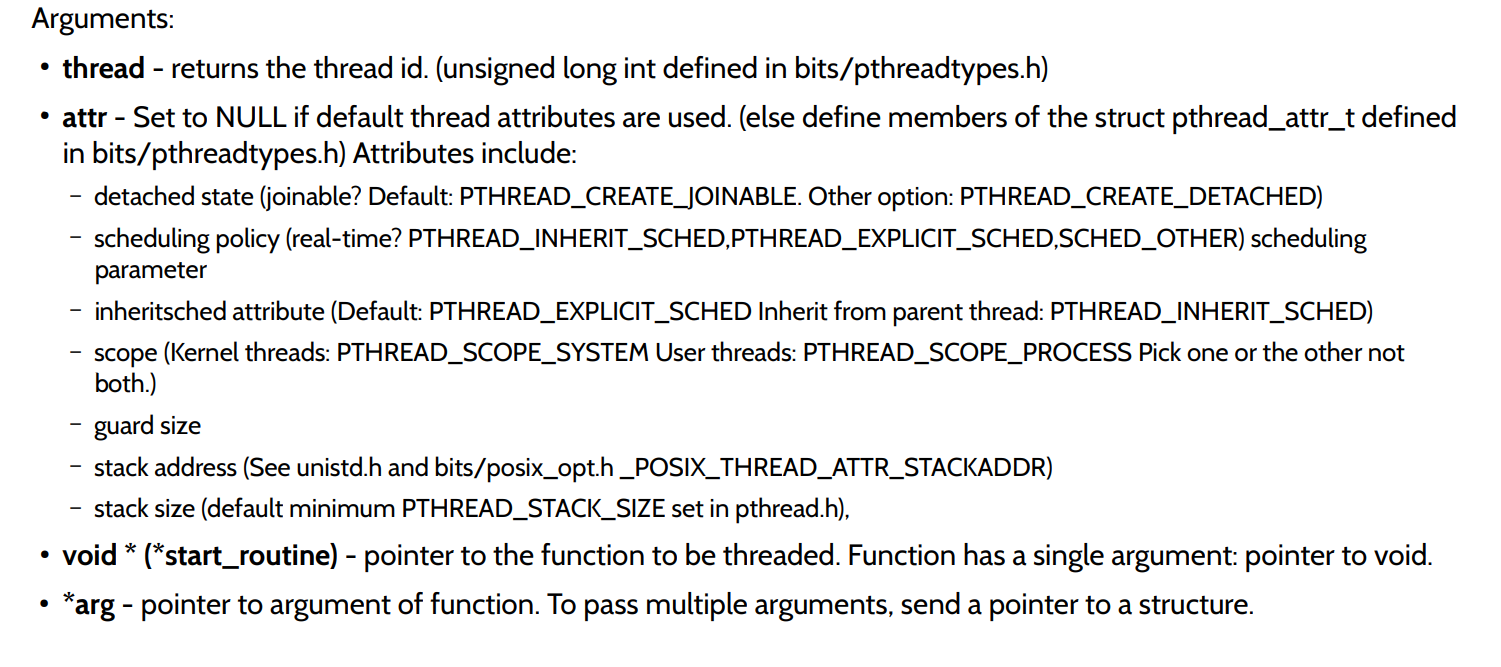 Arguments:
• thread - returns the thread id. (unsigned long int defined in bits/pthreadtypes.h)
• attr - Set to NULL if default thread attributes are used. (else define members of the struct pthread_attr_t defined
in bits/pthreadtypes.h) Attributes include:
– detached state (joinable? Default: PTHREAD_CREATE_JOINABLE. Other option: PTHREAD_CREATE_DETACHED)
– scheduling policy (real-time? PTHREAD_INHERIT_SCHED,PTHREAD_EXPLICIT_SCHED,SCHED_OTHER) scheduling
parameter
– inheritsched attribute (Default: PTHREAD_EXPLICIT_SCHED Inherit from parent thread: PTHREAD_INHERIT_SCHED)
– scope (Kernel threads: PTHREAD_SCOPE_SYSTEM User threads: PTHREAD_SCOPE_PROCESS Pick one or the other not
both.)
– guard size
– stack address (See unistd.h and bits/posix_opt.h _POSIX_THREAD_ATTR_STACKADDR)
– stack size (default minimum PTHREAD_STACK_SIZE set in pthread.h),
• void * (*start_routine) - pointer to the function to be threaded. Function has a single argument: pointer to void.
• *arg - pointer to argument of function. To pass multiple arguments, send a pointer to a structure.